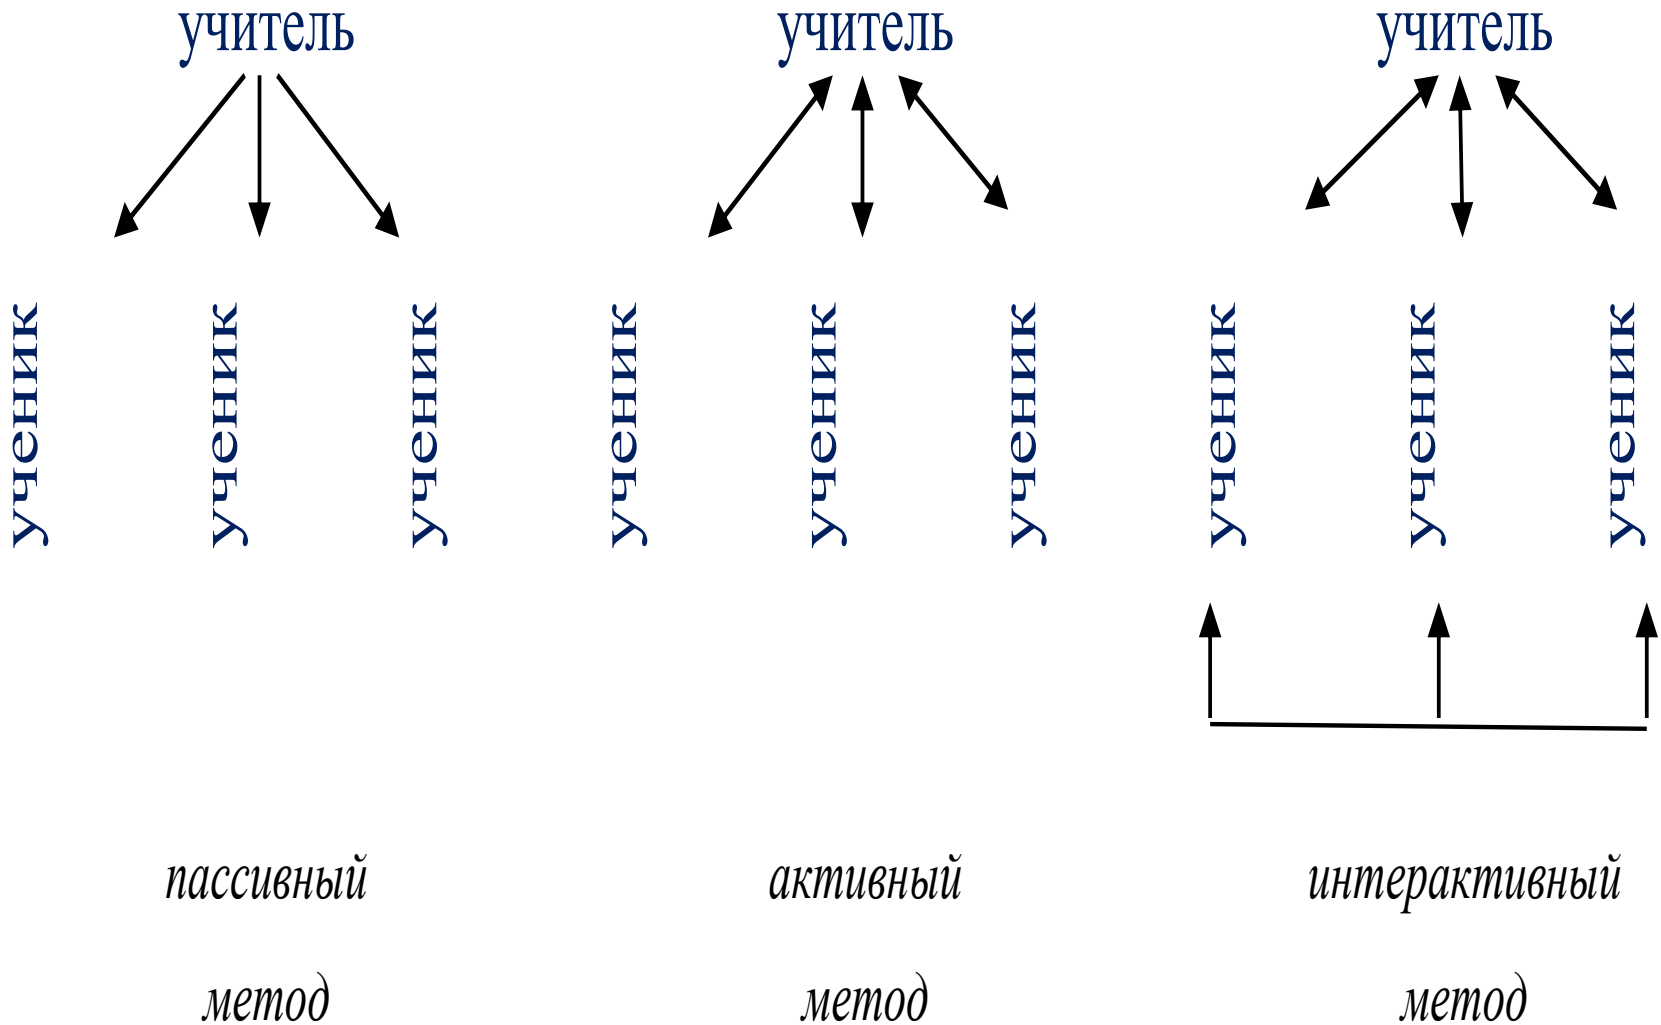 учитель учитель учитель
ученик ученик ученик ученик ученик ученик ученик ученик ученик
пассивный активный интерактивный
метод метод метод